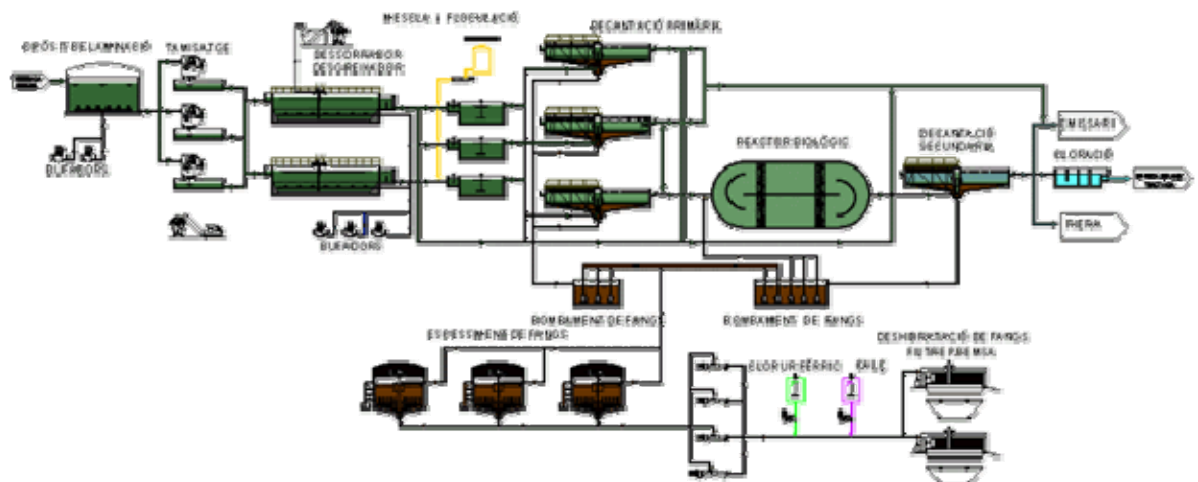 MESCLA I FLOCULACIÓ
DECANTACIÓ PRIMÀRIA
DIPÒSIT DE LAMINACIÓ
TAMISATGE
DESSORRADOR
DESGREIXADOR
BUFADORS
BUFADORS
REACTOR BIOLÒGIC
DECANTACIÓ
SECUNDÀRIA
EMISSARI
CLORACIÓ
RIERA
BOMBAMENT DE FANGS
BOMBAMENT DE FANGS
ESPESSIMENT DE FANGS
CLORUR FÈRRIC
CALÇ
DESHIDRATACIÓ DE FANGS
FILTRE PREMSA